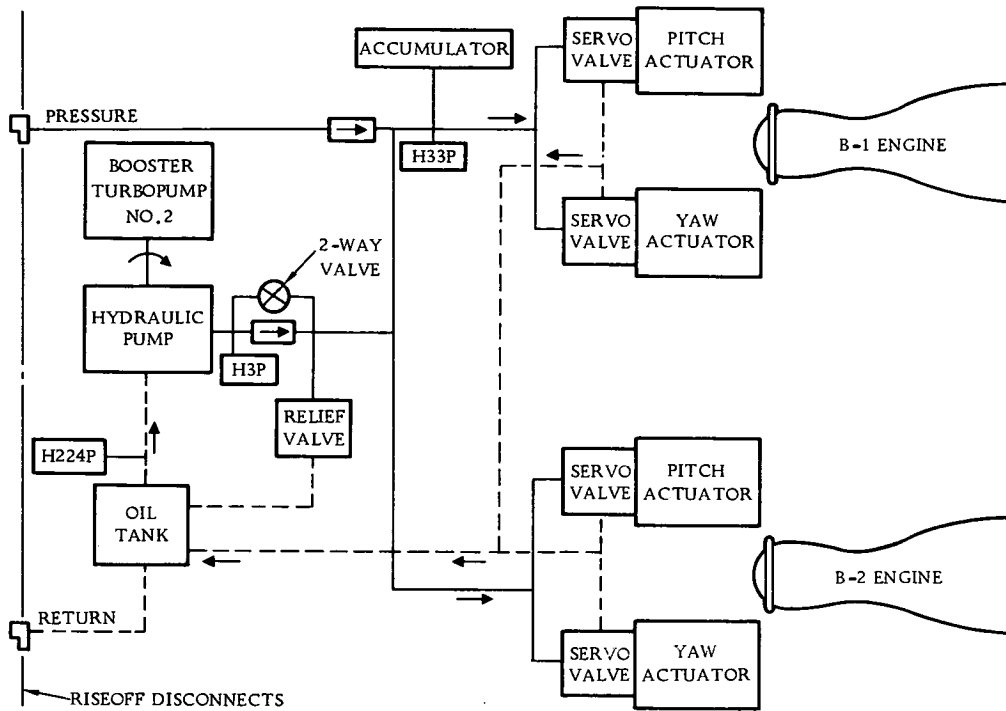 ACCUMULATOR
SERVO
VALVE
PITCH
ACTUATOR
PRESSURE
H33P
B-1 ENGINE
BOOSTER
TURBOPUMP
NO.2
SERVO
VALVE
YAW
ACTUATOR
2-WAY
VALVE
HYDRAULIC
PUMP
H3P
RELIEF
VALVE
H224P
SERVO
VALVE
PITCH
ACTUATOR
OIL
TANK
B-2 ENGINE
RETURN
SERVO
VALVE
YAW
ACTUATOR
RISEOFF DISCONNECTS